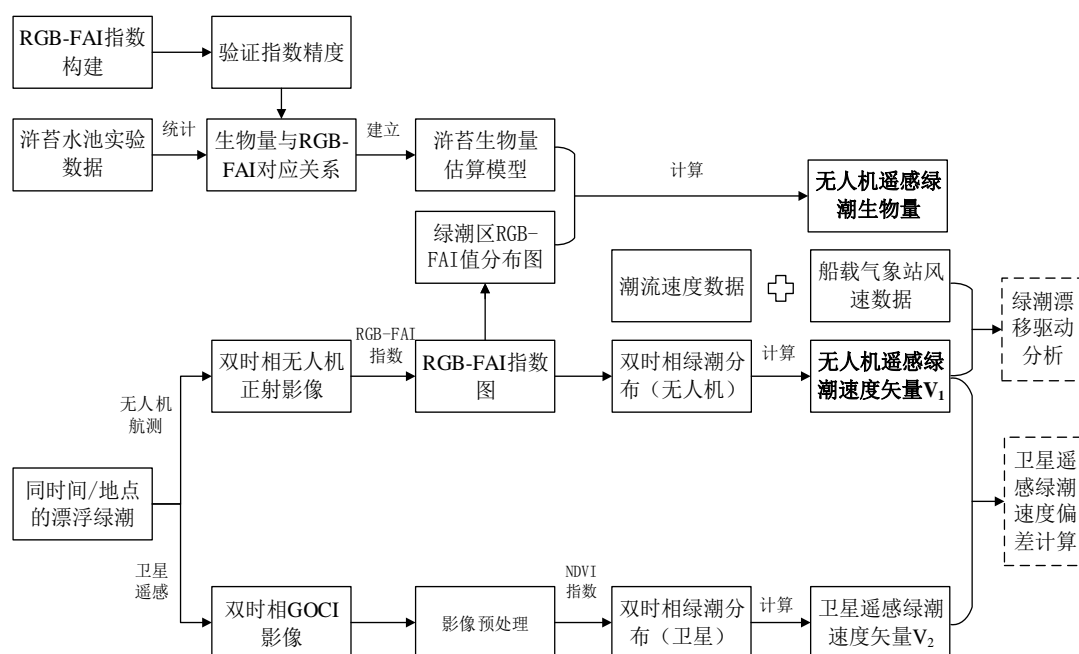 RGB-FAI指数
构建
验证指数精度
浒苔水池实验
数据
统计
生物量与RGB-
FAI对应关系
建立
浒苔生物量
估算模型
计算
无人机遥感绿
潮生物量
绿潮区RGB-
FAI值分布图
潮流速度数据
船载气象站风
速数据
绿潮漂
移驱动
分析
无人机
航测
双时相无人机
正射影像
RGB-FAI
指数
RGB-FAI指数
图
双时相绿潮分
布（无人机）
计算
无人机遥感绿
潮速度矢量V₁
同时间/地点
的漂浮绿潮
卫星遥
感绿潮
速度偏
差计算
卫星
遥感
双时相GOCI
影像
影像预处理
NDVI
指数
双时相绿潮分
布（卫星）
计算
卫星遥感绿潮
速度矢量V₂